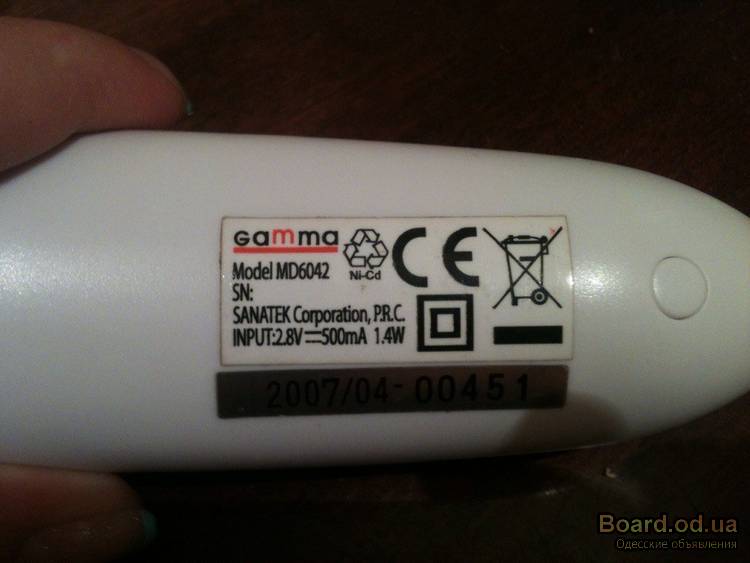 Gamma
Ni-Cd
CE
Model MD6042
SN:
SANATEK Corporation, P.R.C.
INPUT:2.8V⎓500mA 1.4W
2007/04-00451
Board.od.ua
Одесские объявления